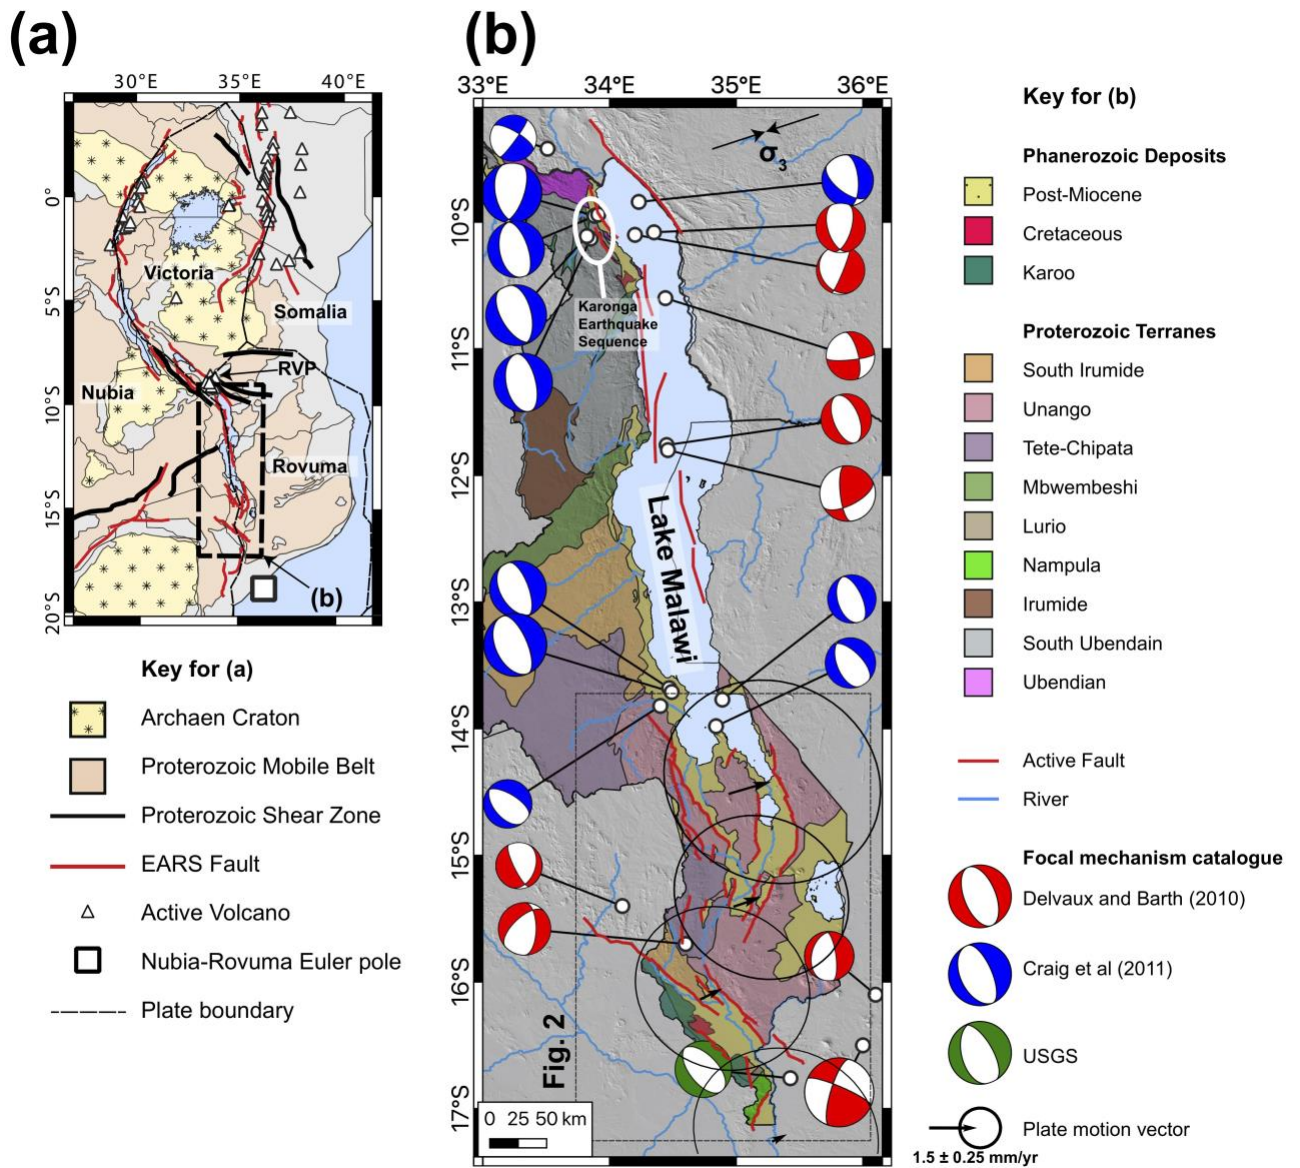 (a)
30°E 35°E 40°E
0°
5°S
10°S
15°S
20°S
Victoria
Somalia
RVP
Nubia
Rovuma
(b)
Key for (a)
Archaen Craton
Proterozoic Mobile Belt
Proterozoic Shear Zone
EARS Fault
Active Volcano
Nubia-Rovuma Euler pole
Plate boundary
(b)
33°E 34°E 35°E 36°E
10°S
11°S
12°S
13°S
14°S
15°S
16°S
17°S
σ3
Karonga
Earthquake
Sequence
Lake Malawi
Fig. 2
0 25 50 km
Key for (b)
Phanerozoic Deposits
Post-Miocene
Cretaceous
Karoo
Proterozoic Terranes
South Irumide
Unango
Tete-Chipata
Mbwembeshi
Lurio
Nampula
Irumide
South Ubendain
Ubendian
Active Fault
River
Focal mechanism catalogue
Delvaux and Barth (2010)
Craig et al (2011)
USGS
Plate motion vector
1.5 ± 0.25 mm/yr